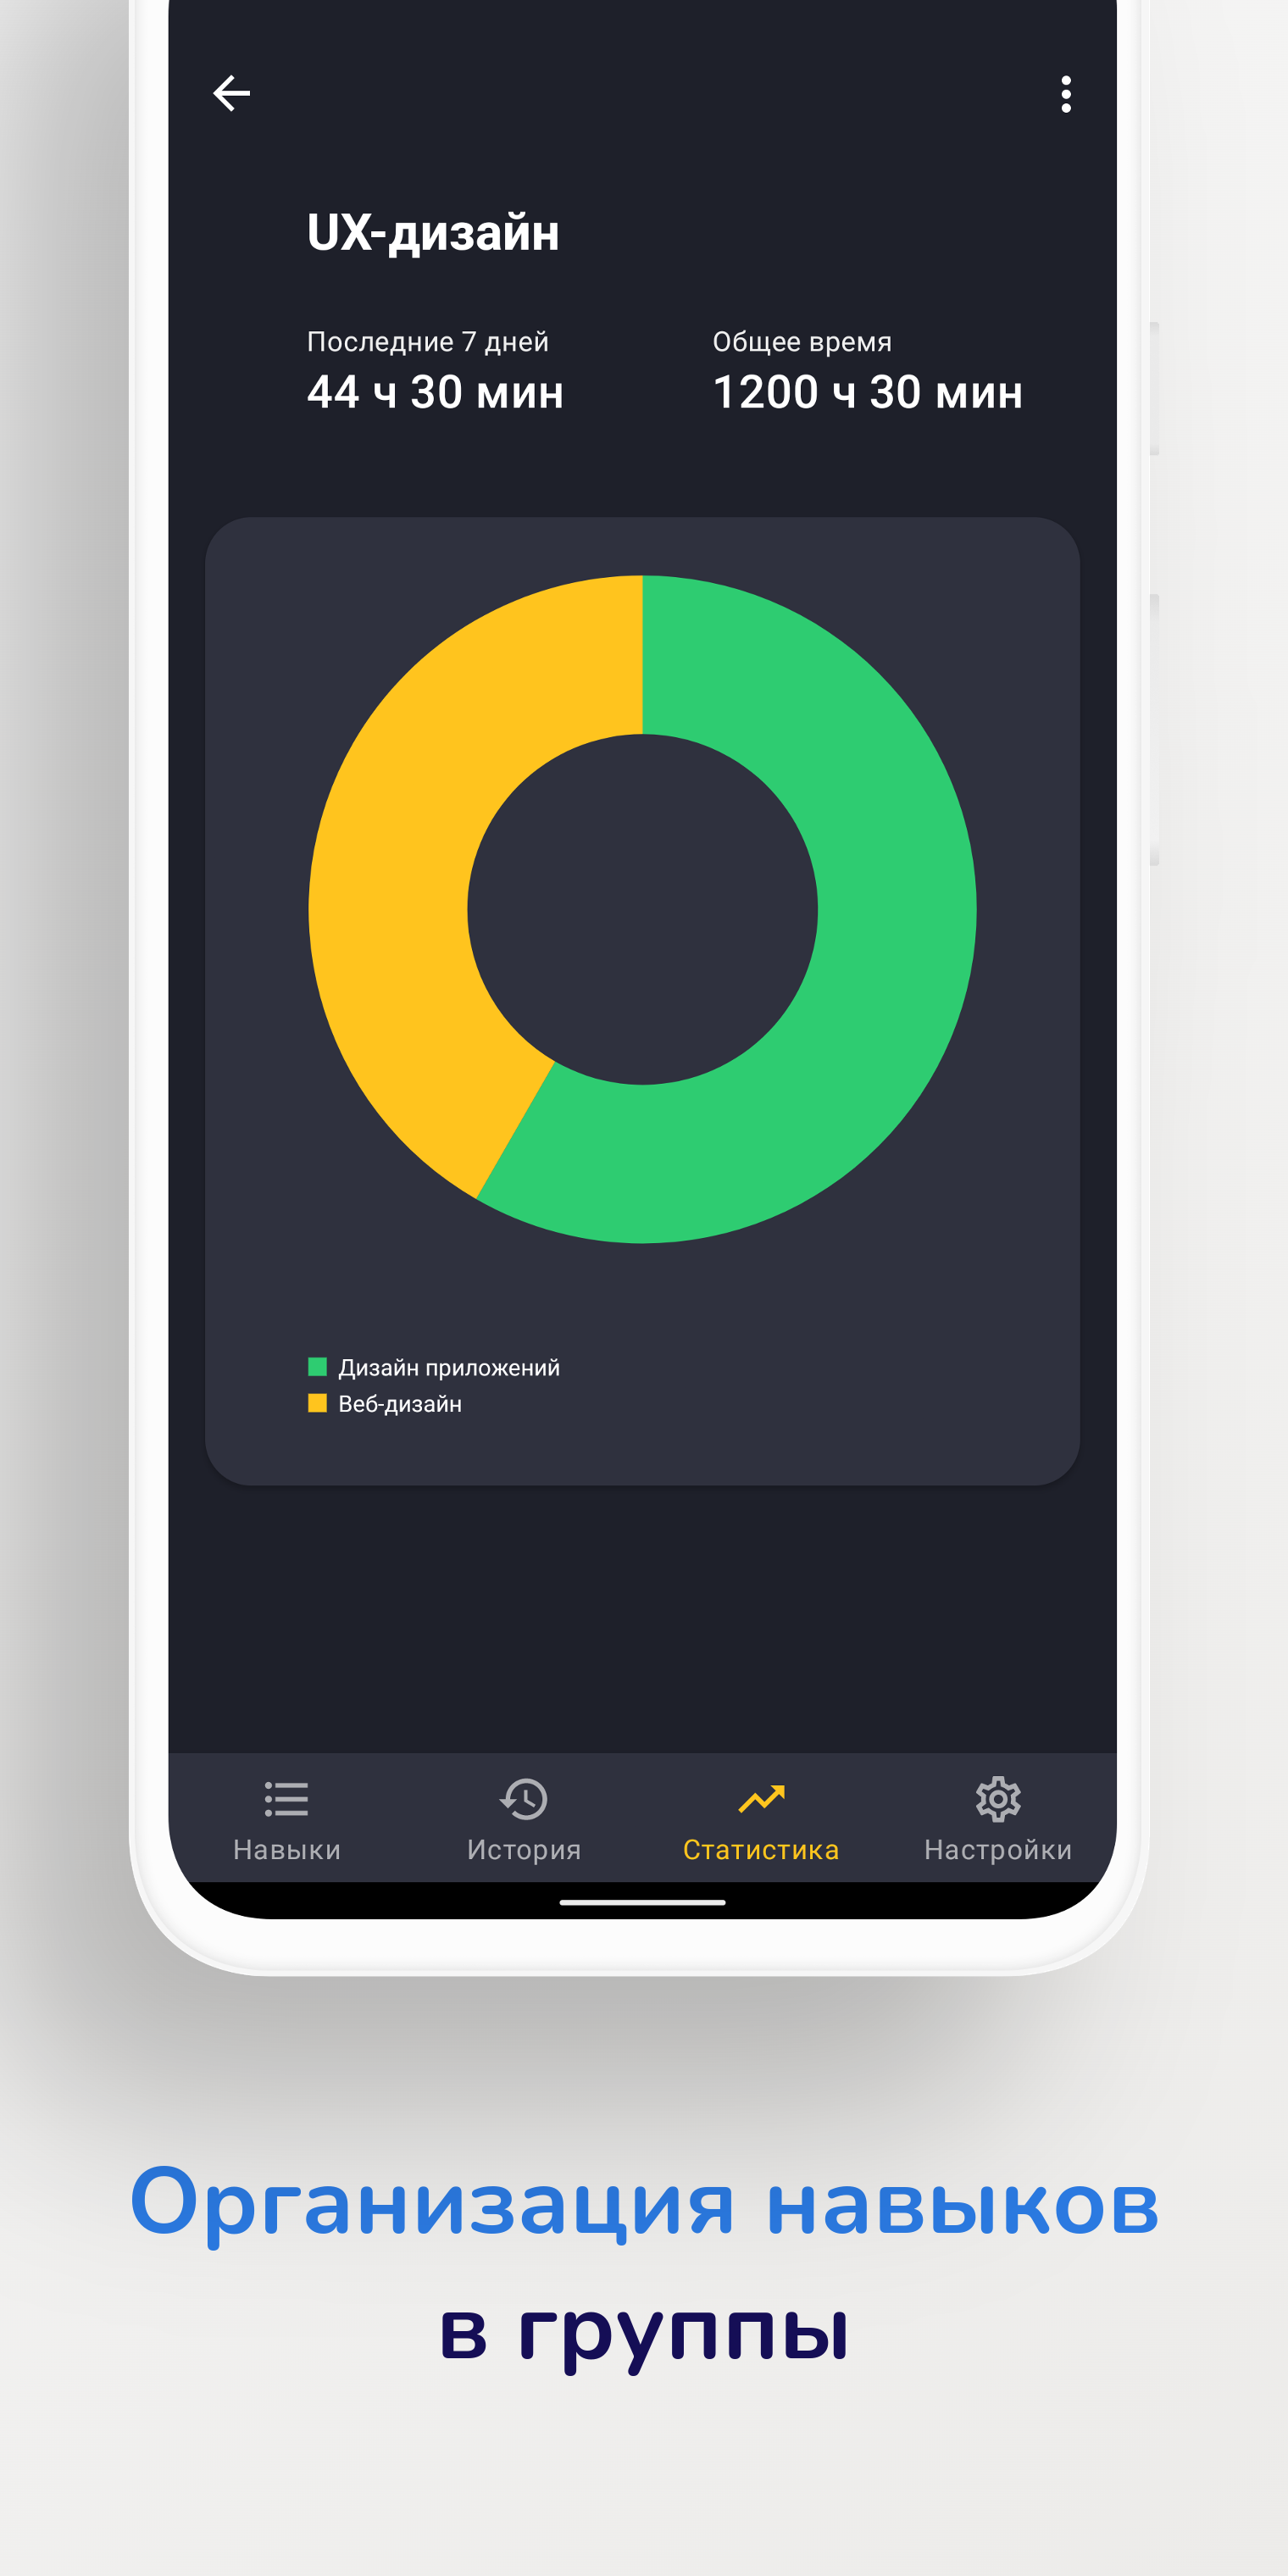 UX-дизайн
Последние 7 дней
44 ч 30 мин
Общее время
1200 ч 30 мин
Дизайн приложений
Веб-дизайн
Навыки
История
Статистика
Настройки
Организация навыков
в группы